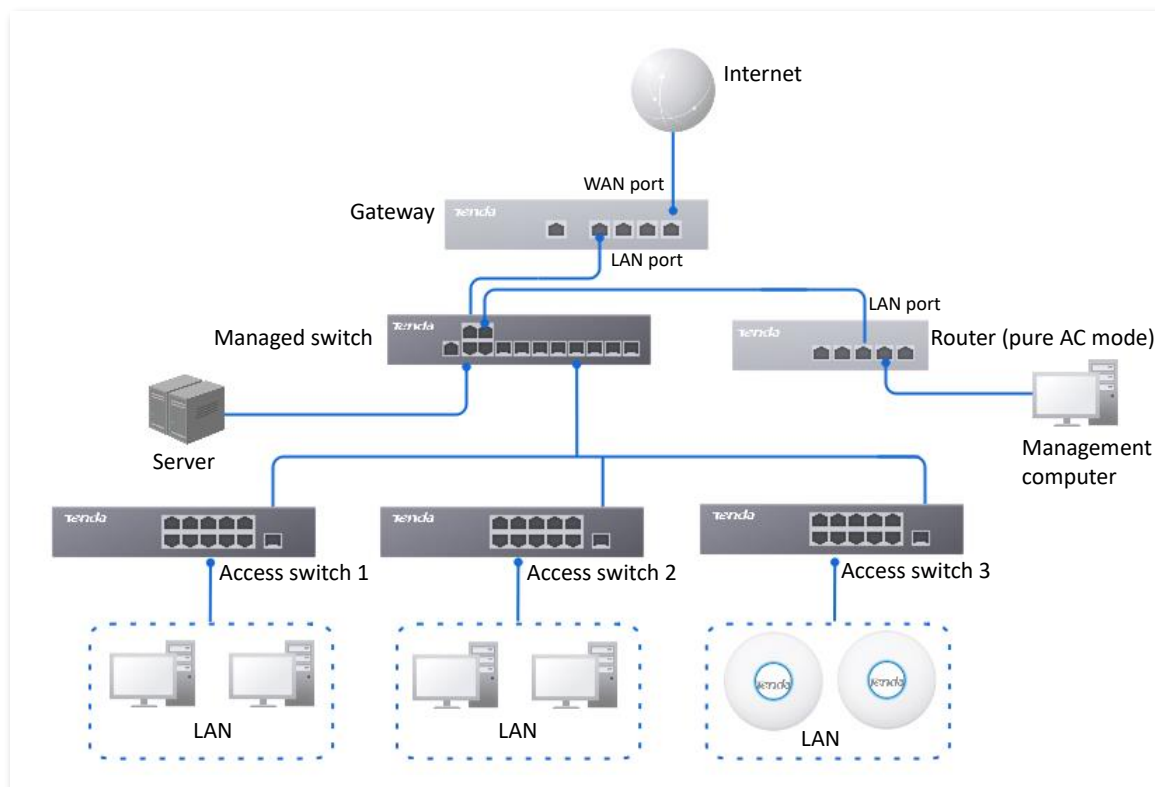 Internet
WAN port
Gateway
Tenda
LAN port
Managed switch
Tenda
LAN port
Tenda
Router (pure AC mode)
Server
Management
computer
Tenda
Access switch 1
Tenda
Access switch 2
Tenda
Access switch 3
LAN
LAN
Tenda
Tenda
LAN